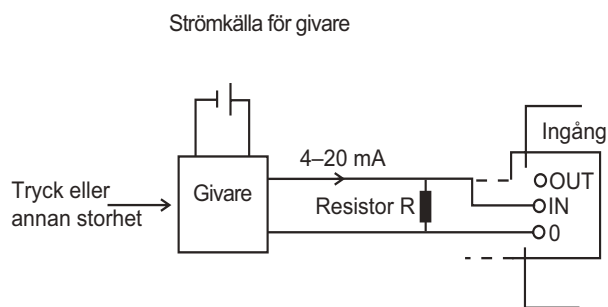 Strömkälla för givare
Ingång
4–20 mA
OUT
Tryck eller
annan storhet
Givare
Resistor R
IN
0